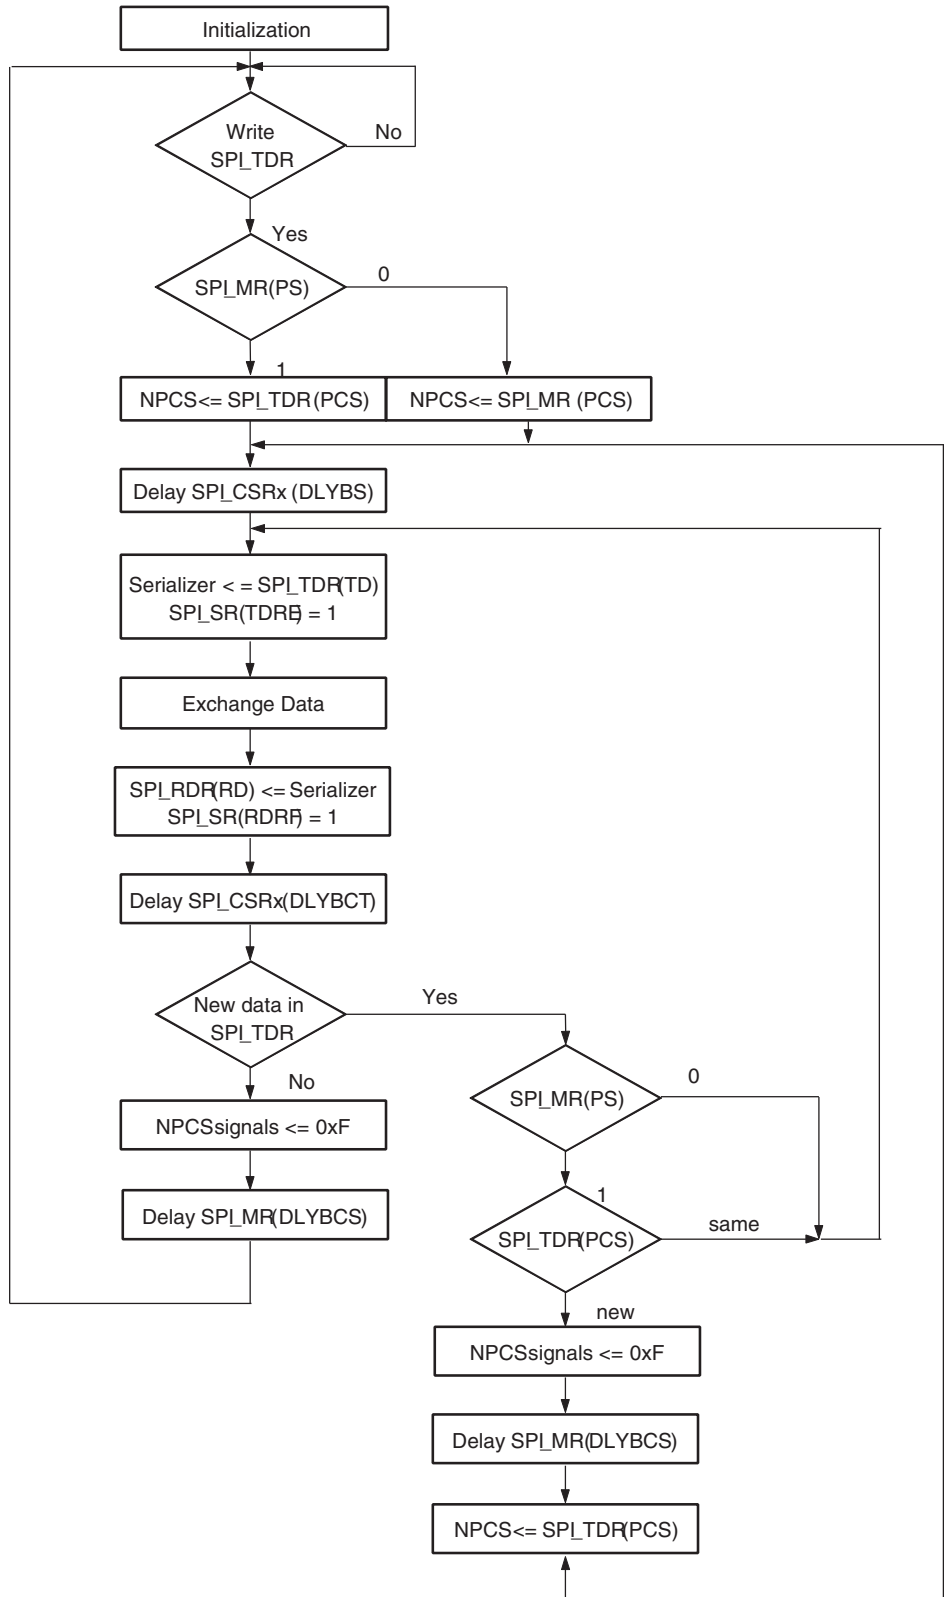 Initialization
Write
SPI_TDR
No
Yes
SPI_MR(PS)
0
1
NPCS<= SPI_TDR(PCS)
NPCS<= SPI_MR (PCS)
Delay SPI_CSRx (DLYBS)
Serializer < = SPI_TDR(TD)
SPI_SR(TDRE) = 1
Exchange Data
SPI_RDR(RD) <= Serializer
SPI_SR(RDRF) = 1
Delay SPI_CSRx(DLYBCT)
New data in
SPI_TDR
Yes
No
NPCSsignals <= 0xF
Delay SPI_MR(DLYBCS)
SPI_MR(PS)
0
1
SPI_TDR(PCS)
same
new
NPCSsignals <= 0xF
Delay SPI_MR(DLYBCS)
NPCS<= SPI_TDR(PCS)